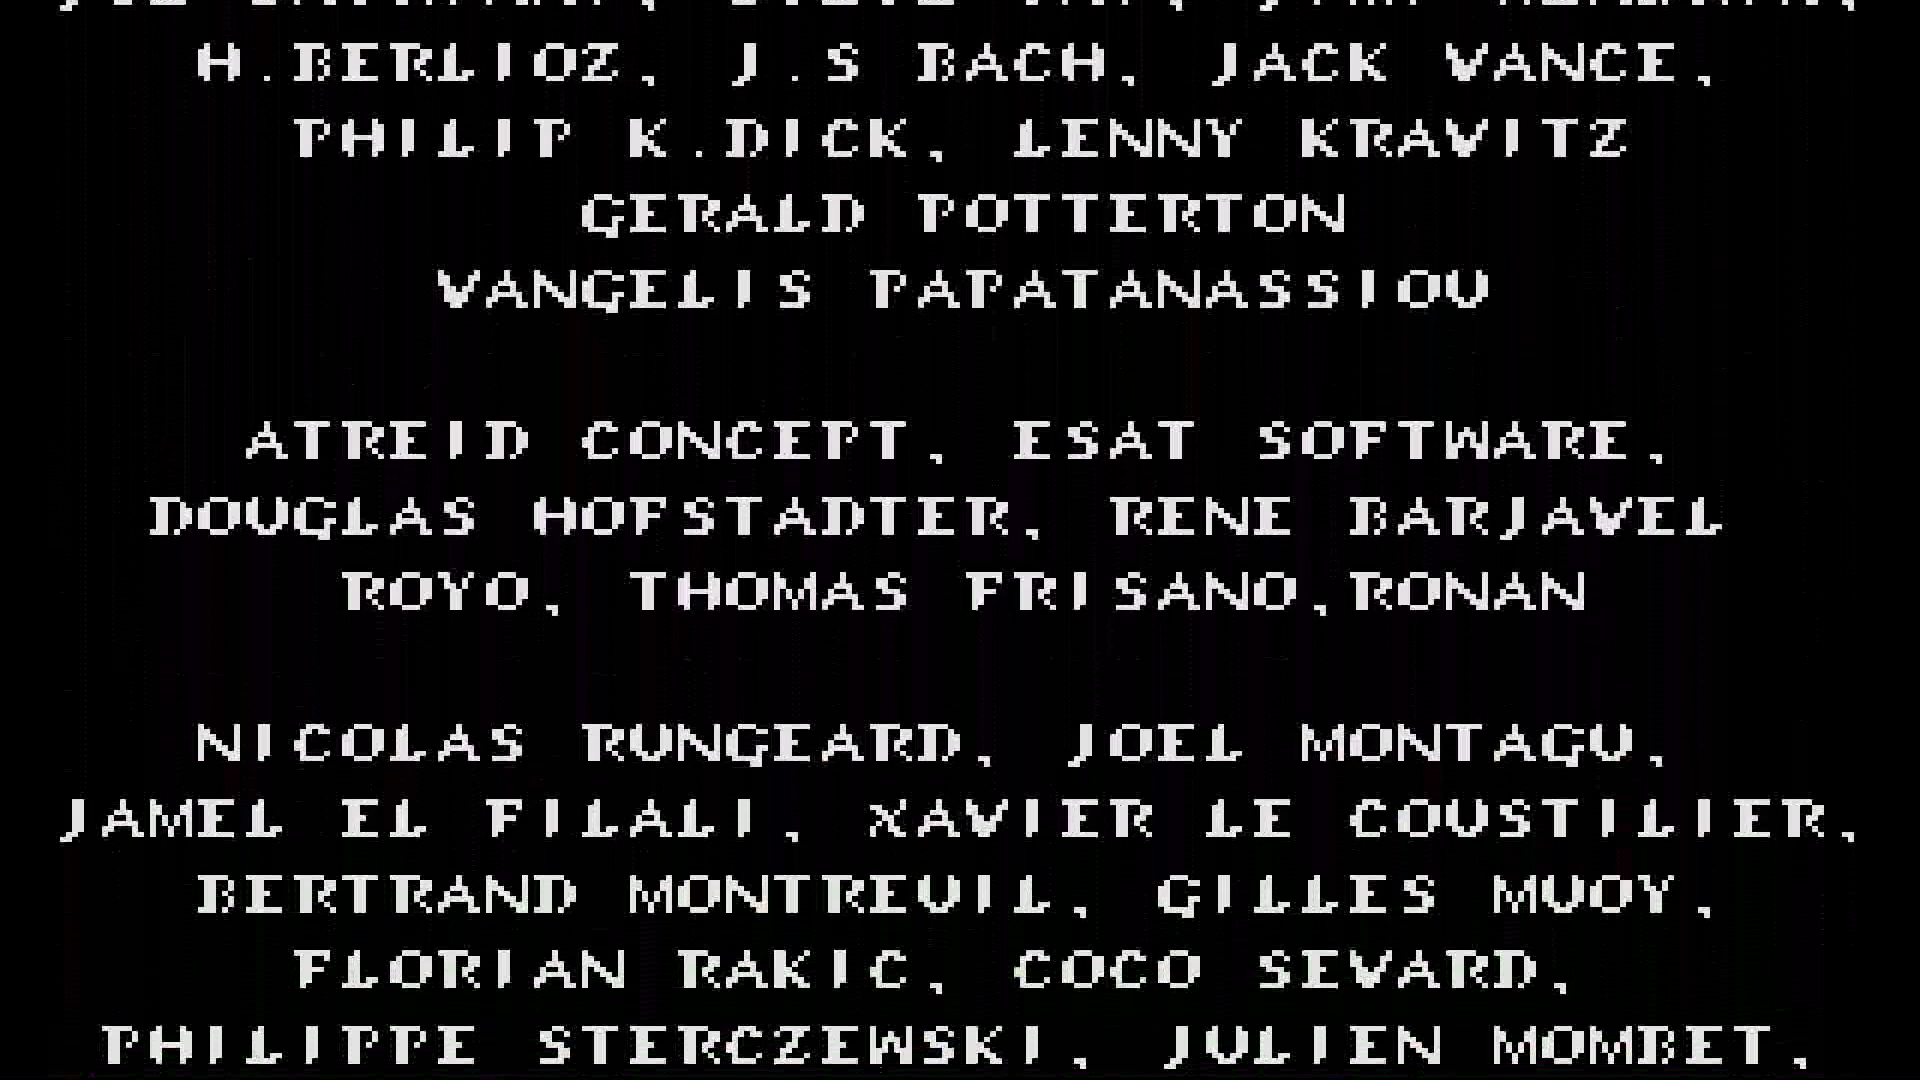 H.BERLIOZ, J.S BACH, JACK VANCE,
PHILIP K.DICK, LENNY KRAVITZ
GERALD POTTERTON
VANGELIS PAPATANASSIOU
ATREID CONCEPT, ESAT SOFTWARE,
DOUGLAS HOFSTADTER, RENE BARJAVEL
ROYO, THOMAS FRISANO,RONAN
NICOLAS RUNGEARD, JOEL MONTAGU,
JAMEL EL FILALI, XAVIER LE COUSTILIER,
BERTRAND MONTREUIL, GILLES MUOY,
FLORIAN RAKIC, COCO SEVARD,
PHILIPPE STERCZEWSKI, JULIEN MOMBET,